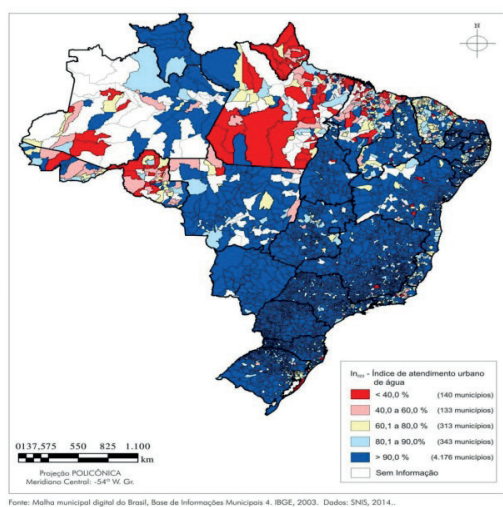 N
In₀₂₃ - Índice de atendimento urbano
de água
< 40,0 % (140 municípios)
40,0 a 60,0 % (133 municípios)
60,1 a 80,0 % (313 municípios)
80,1 a 90,0% (343 municípios)
> 90,0 % (4.176 municípios)
Sem Informação
0137,575 550 825 1.100
km
Projeção POLICÔNICA
Meridiano Central: -54° W. Gr.
Fonte: Malha municipal digital do Brasil, Base de Informações Municipais 4. IBGE, 2003. Dados: SNIS, 2014..